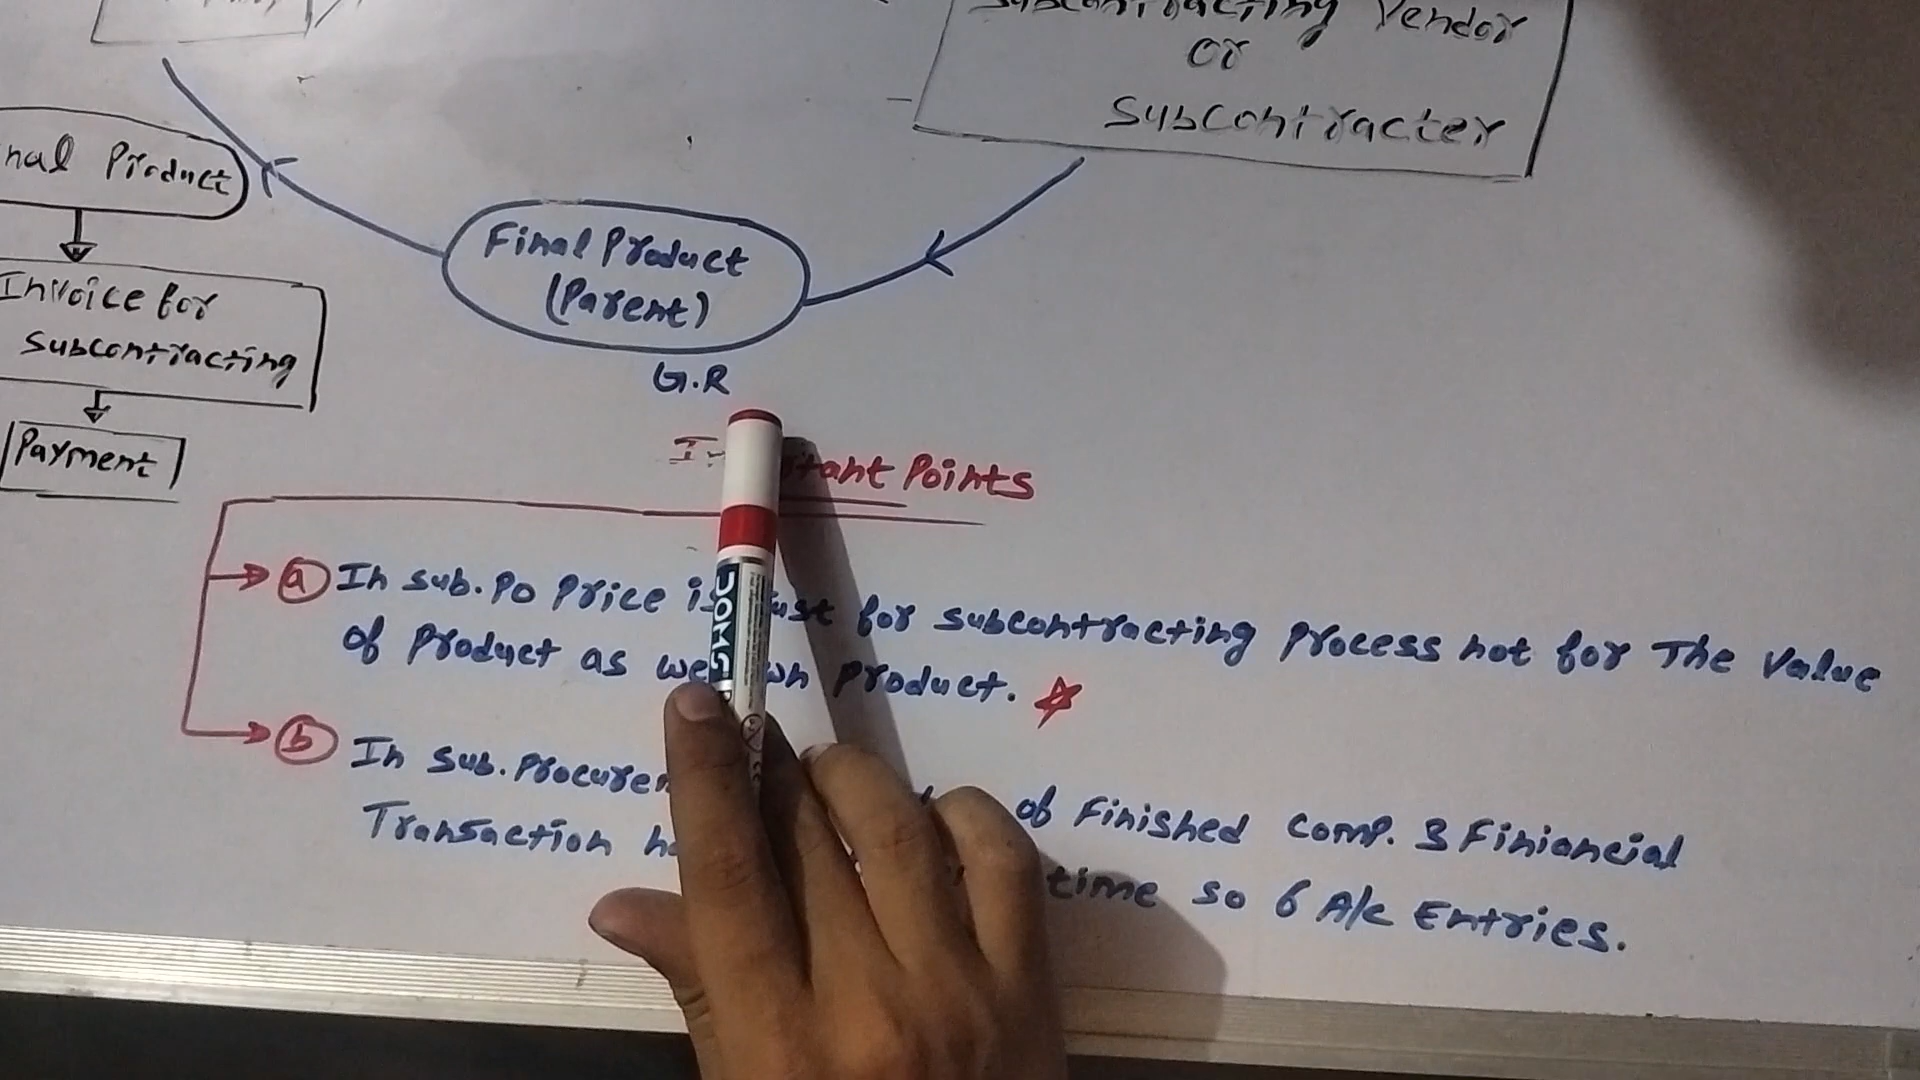 Subcontracting Vendor
or
Subcontracter
Product
Final Product
(Parent)
G.R
Invoice for
Subcontracting
Payment
Points
a In sub. PO Price is for subcontracting Process not for The Value
of Product as we Product.
b In sub. of Finished Comp. 3 Finiancial
Transaction time so 6 A/c Entries.
DOMS